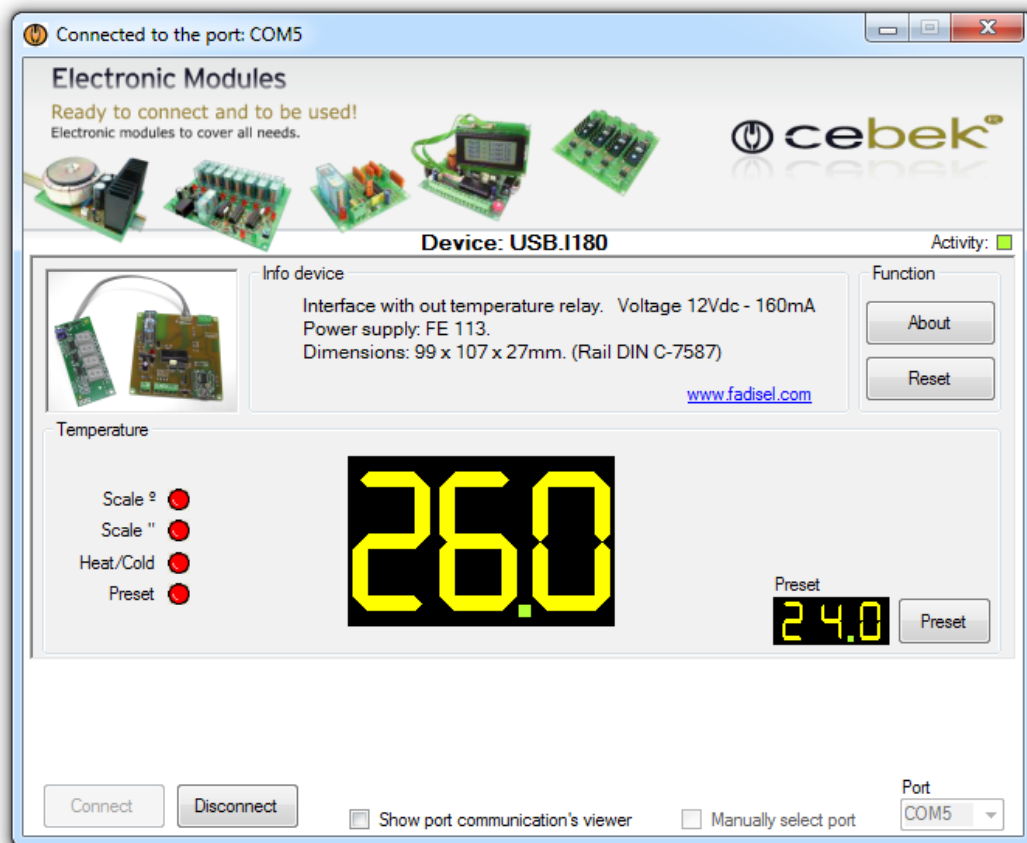 Connected to the port: COM5
Electronic Modules
Ready to connect and to be used!
Electronic modules to cover all needs.
cebek
Device: USB.I180
Activity:
Info device
Interface with out temperature relay. Voltage 12Vdc - 160mA
Power supply: FE 113.
Dimensions: 99 x 107 x 27mm. (Rail DIN C-7587)
www.fadisel.com
Function
About
Reset
Temperature
Scale º
Scale "
Heat/Cold
Preset
26.0
Preset
24.0
Preset
Connect
Disconnect
Show port communication's viewer
Manually select port
Port
COM5